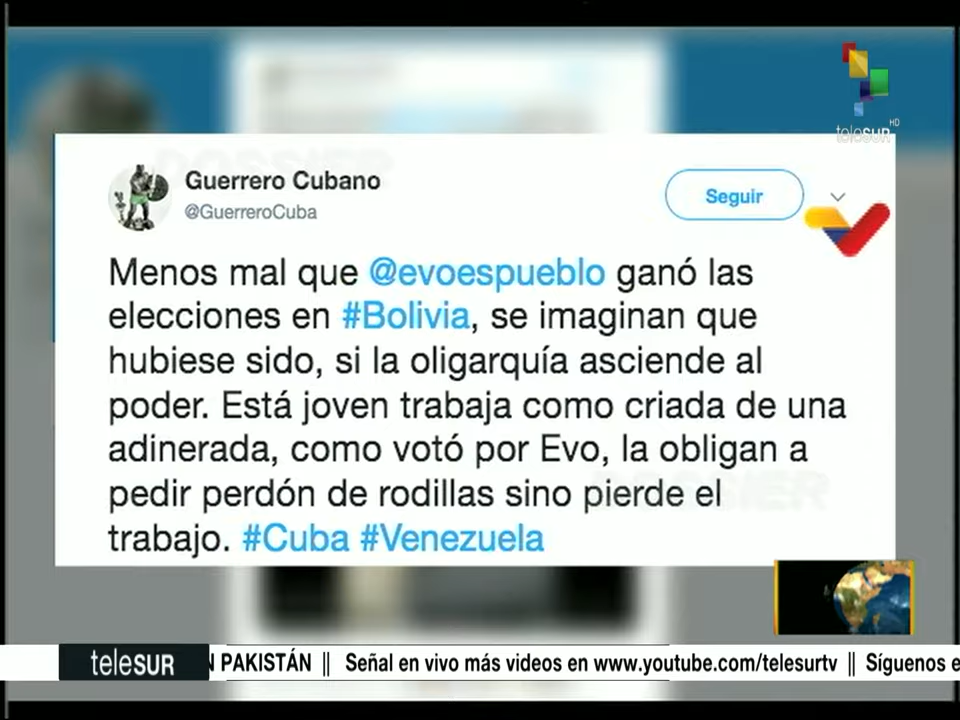 teleSUR HD
Guerrero Cubano
@GuerreroCuba
Seguir
Menos mal que @evoespueblo ganó las
elecciones en #Bolivia, se imaginan que
hubiese sido, si la oligarquía asciende al
poder. Está joven trabaja como criada de una
adinerada, como votó por Evo, la obligan a
pedir perdón de rodillas sino pierde el
trabajo. #Cuba #Venezuela
DOSSIER
DOSSIER
teleSUR
N PAKISTÁN || Señal en vivo más videos en www.youtube.com/telesurtv || Síguenos e